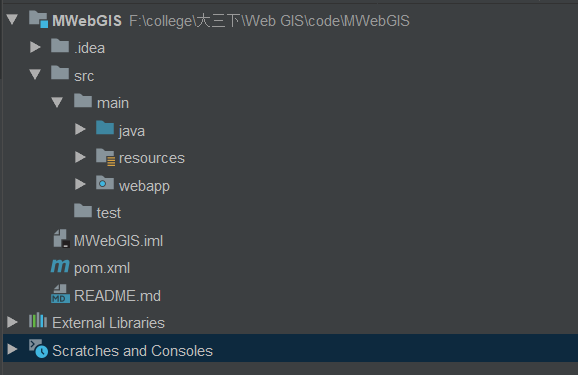 MWebGIS F:\college\大三下\Web GIS\code\MWebGIS
.idea
src
main
java
resources
webapp
test
MWebGIS.iml
m pom.xml
MD README.md
External Libraries
Scratches and Consoles